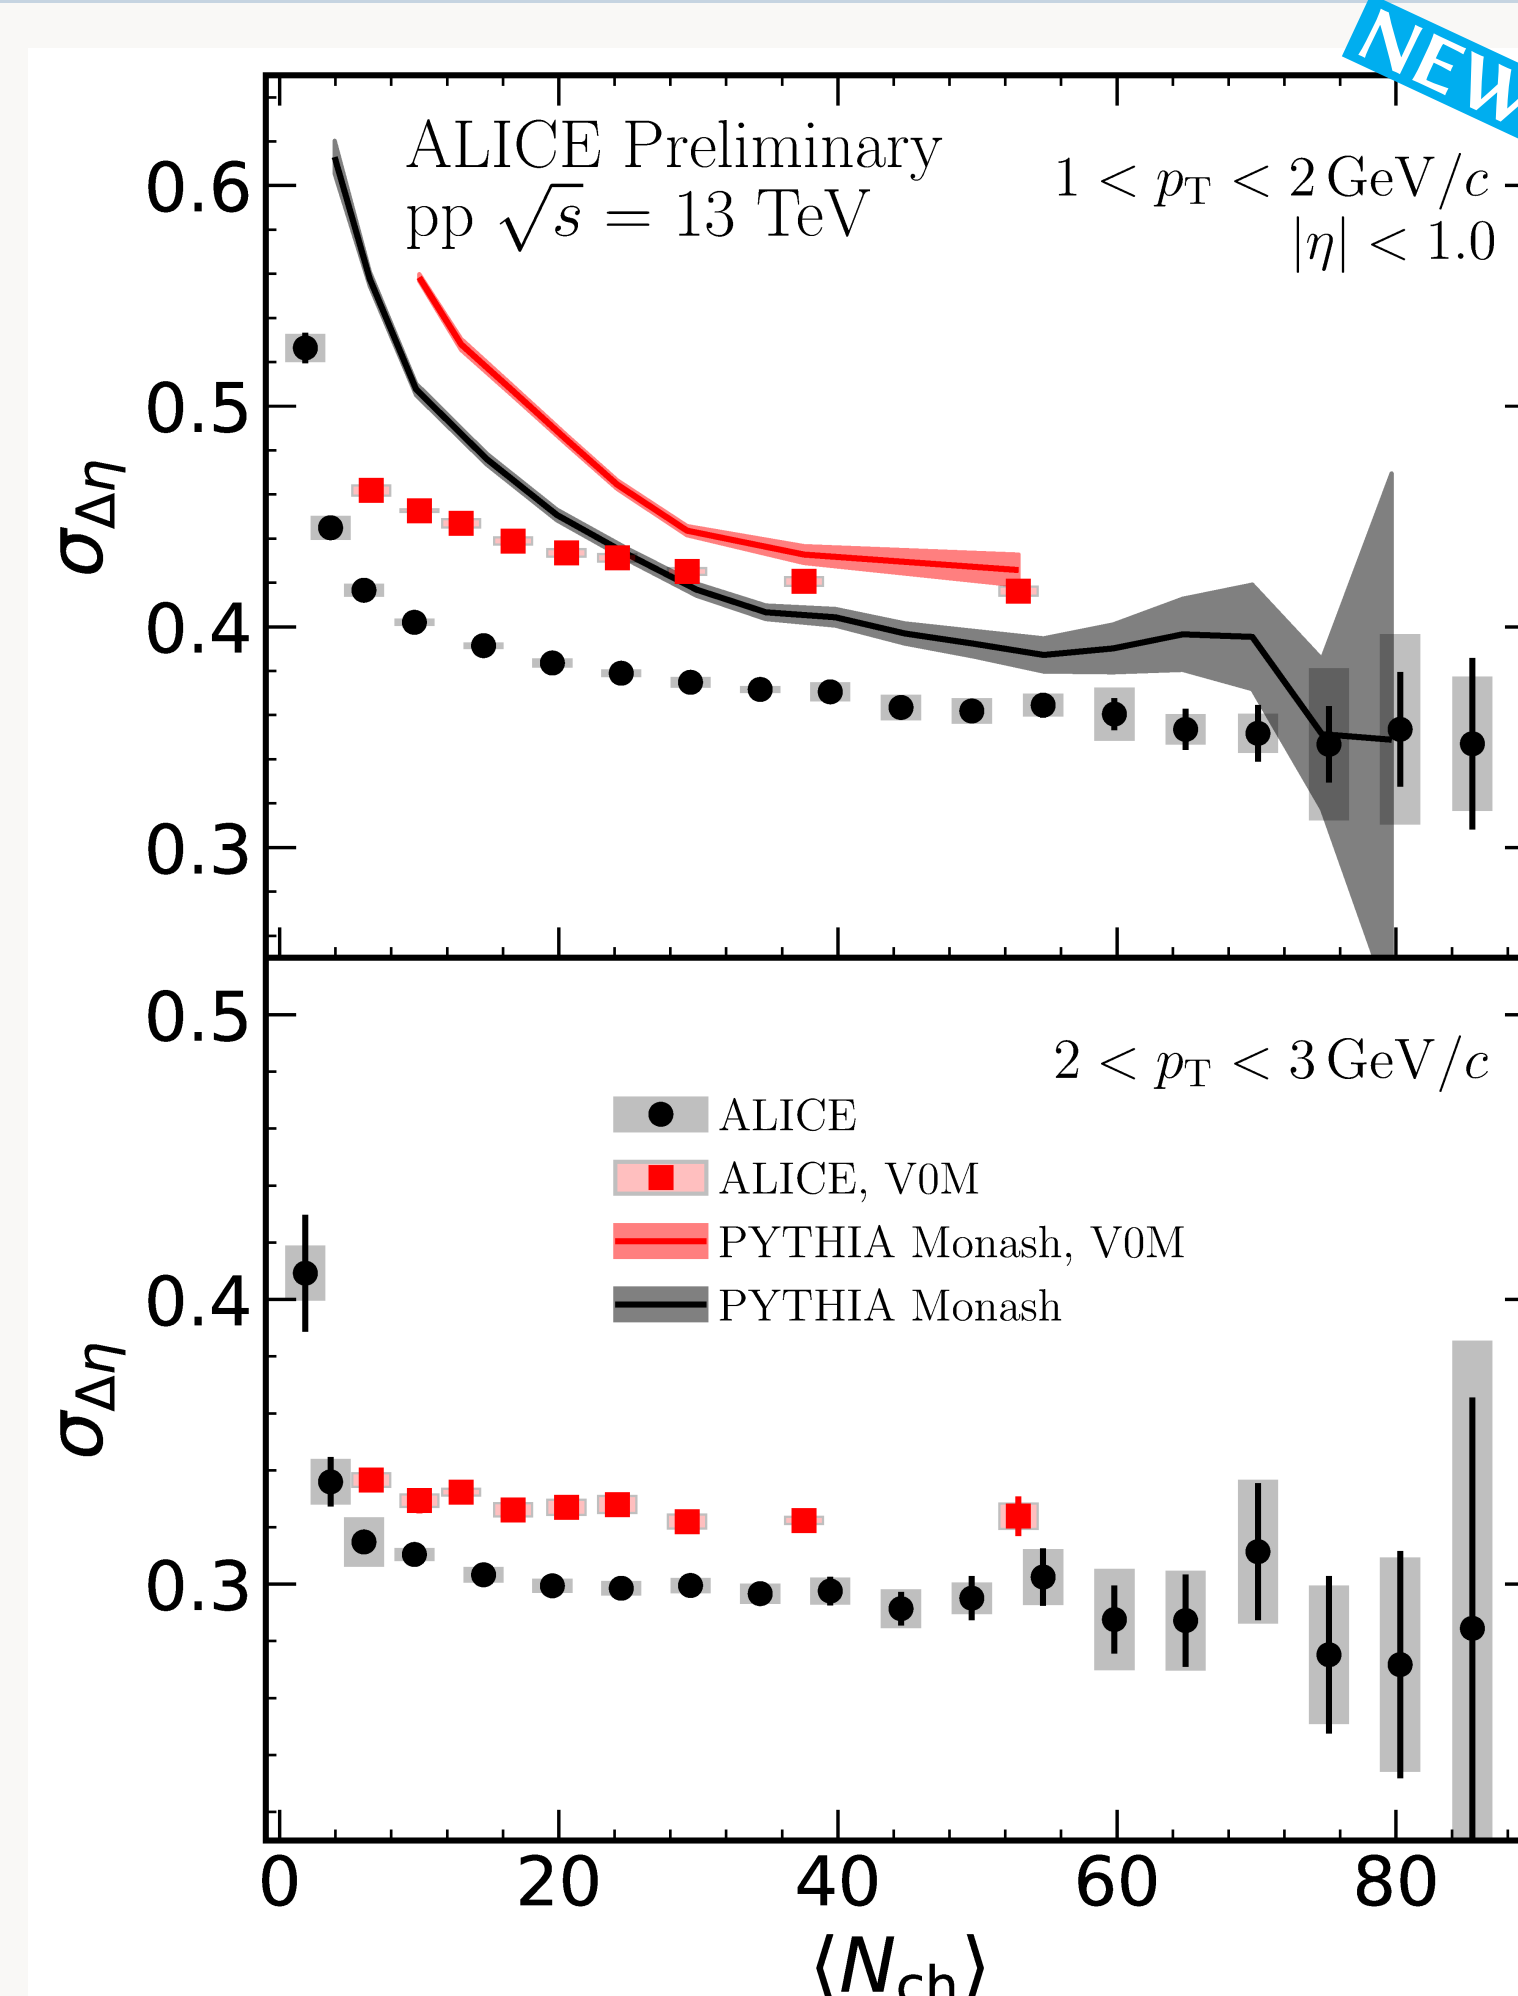 NEW
ALICE Preliminary
pp √s = 13 TeV
1 < pT < 2 GeV/c
|η| < 1.0
0.6
0.5
0.4
0.3
σΔη
2 < pT < 3 GeV/c
ALICE
ALICE, V0M
PYTHIA Monash, V0M
PYTHIA Monash
0.5
0.4
0.3
σΔη
0 20 40 60 80
⟨Nch⟩